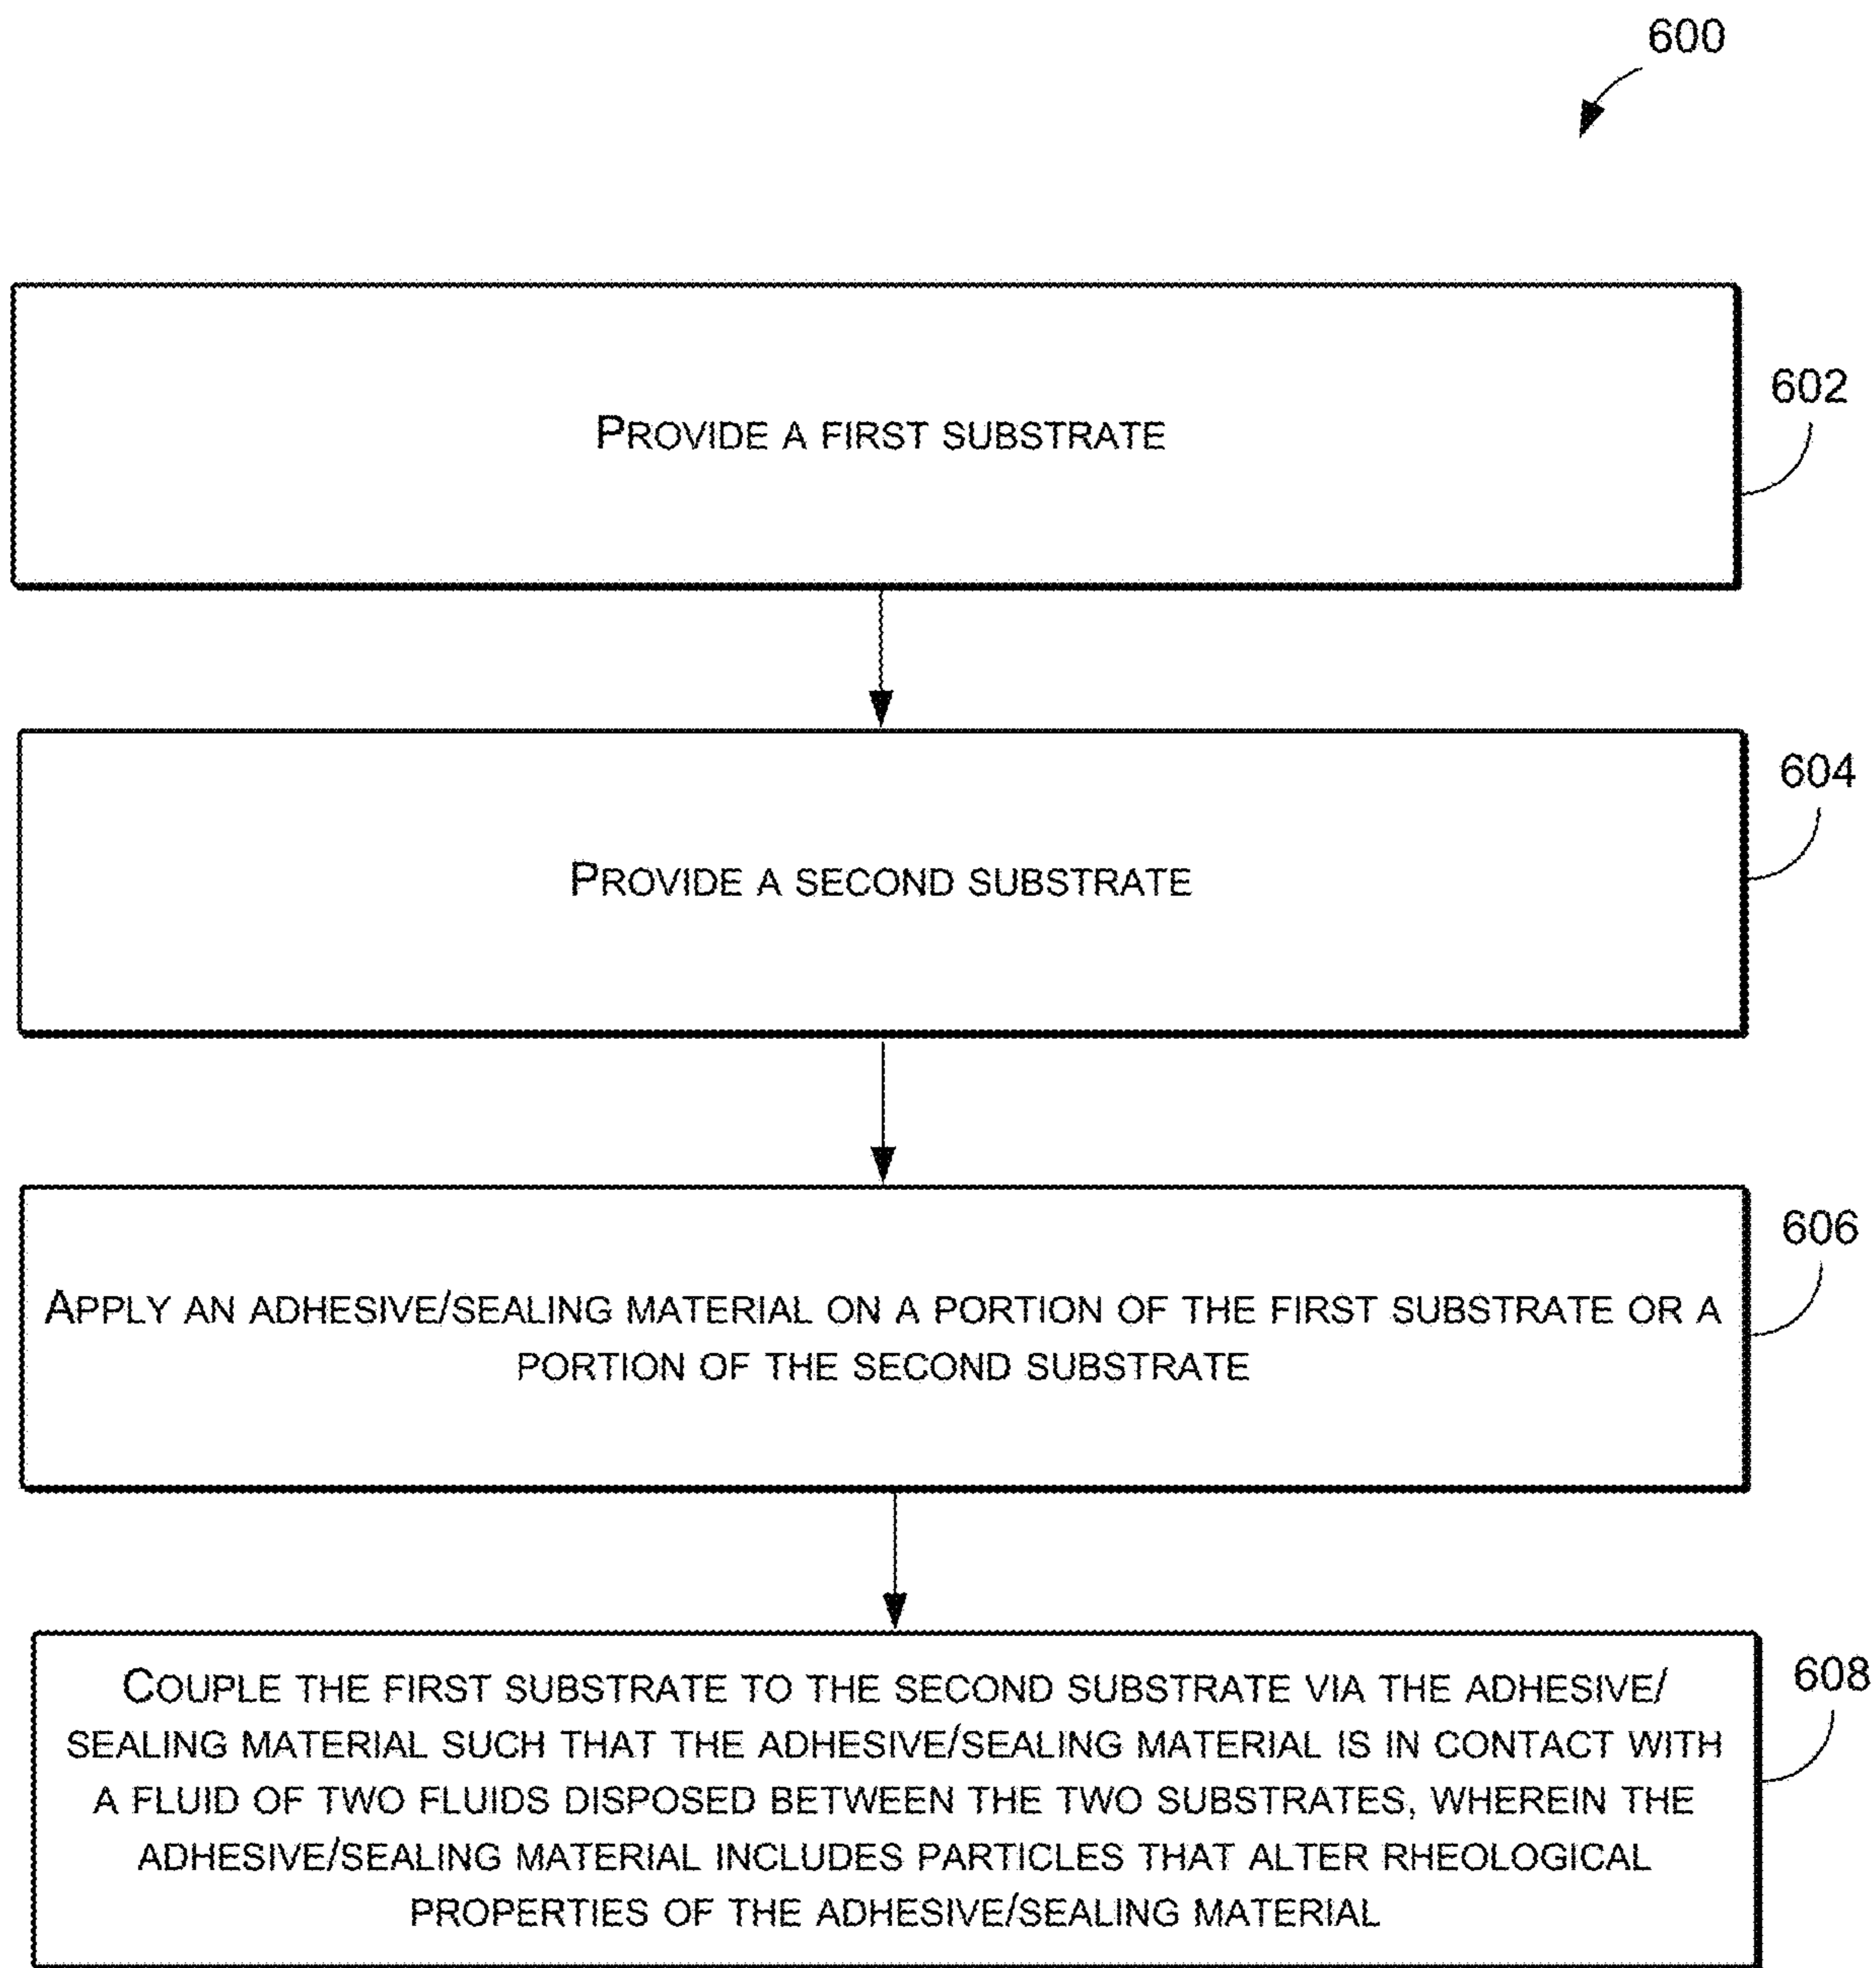 600
PROVIDE A FIRST SUBSTRATE
602
PROVIDE A SECOND SUBSTRATE
604
APPLY AN ADHESIVE/SEALING MATERIAL ON A PORTION OF THE FIRST SUBSTRATE OR A
PORTION OF THE SECOND SUBSTRATE
606
COUPLE THE FIRST SUBSTRATE TO THE SECOND SUBSTRATE VIA THE ADHESIVE/
SEALING MATERIAL SUCH THAT THE ADHESIVE/SEALING MATERIAL IS IN CONTACT WITH
A FLUID OF TWO FLUIDS DISPOSED BETWEEN THE TWO SUBSTRATES, WHEREIN THE
ADHESIVE/SEALING MATERIAL INCLUDES PARTICLES THAT ALTER RHEOLOGICAL
PROPERTIES OF THE ADHESIVE/SEALING MATERIAL
608